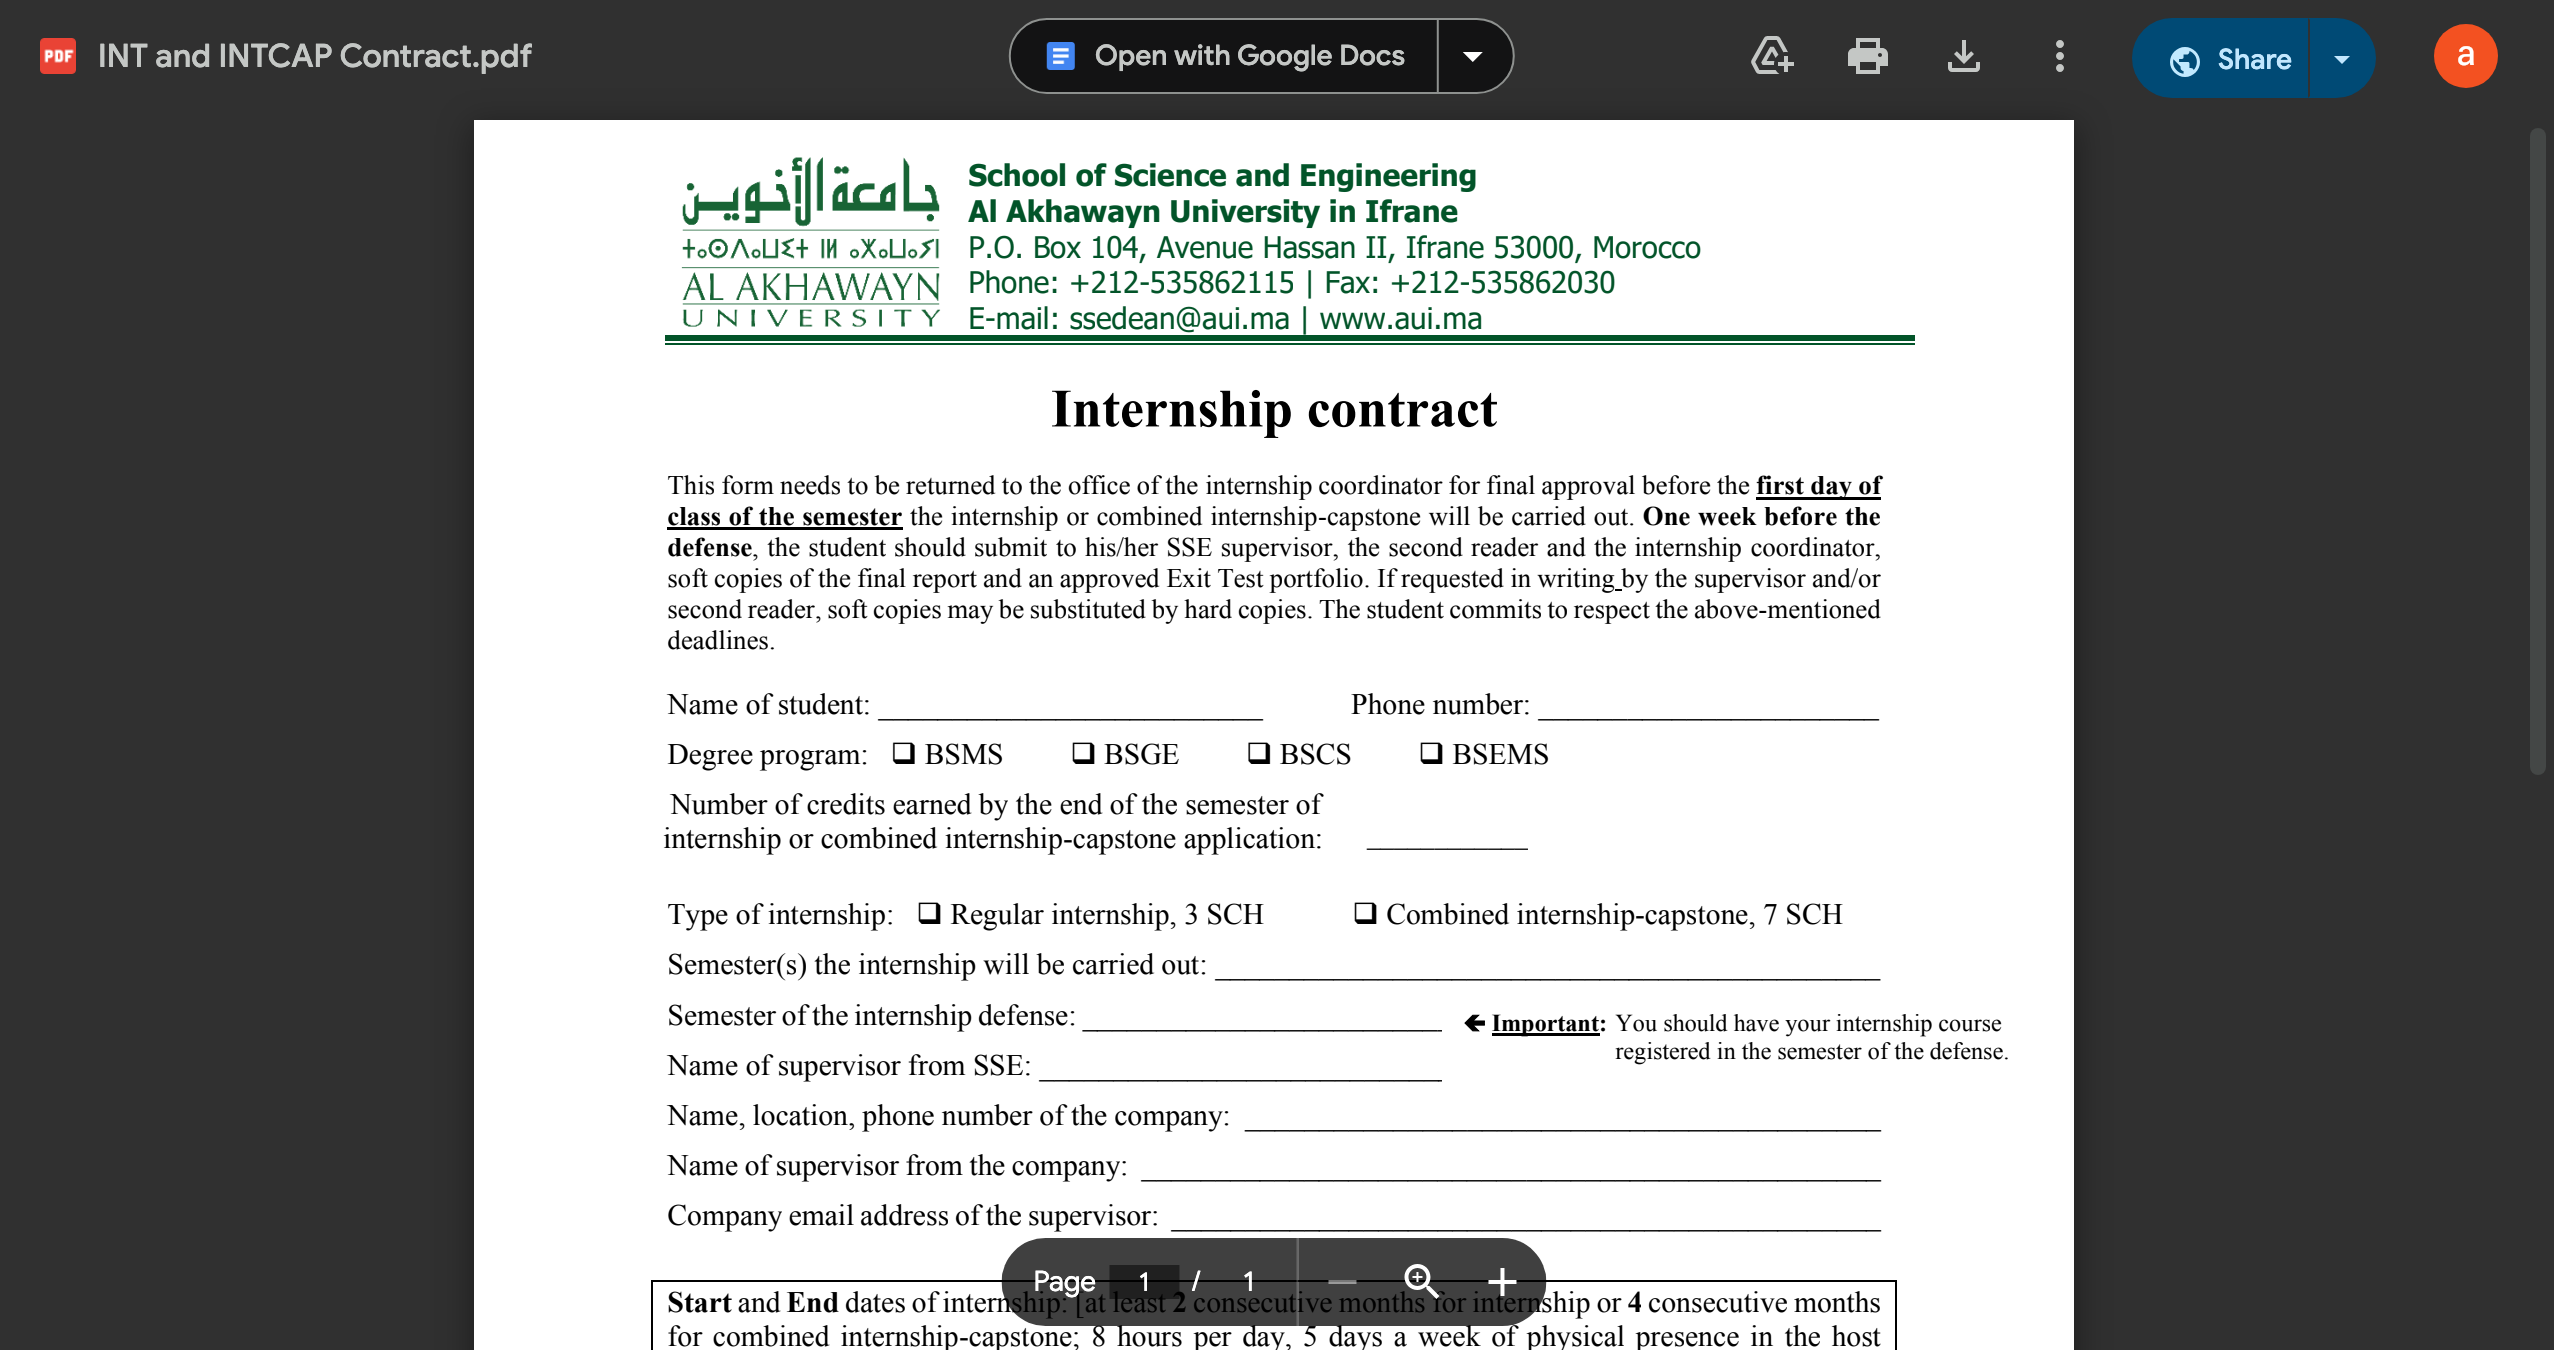 PDF INT and INTCAP Contract.pdf
Open with Google Docs
Share
a
جامعة الأخوين
ⵜⴰⵙⴷⴰⵡⵉⵜ ⵏ ⵍⴰⵅⴰⵡⴰⵢⵏ
AL AKHAWAYN
UNIVERSITY
School of Science and Engineering
Al Akhawayn University in Ifrane
P.O. Box 104, Avenue Hassan II, Ifrane 53000, Morocco
Phone: +212-535862115 | Fax: +212-535862030
E-mail: ssedean@aui.ma | www.aui.ma
Internship contract
This form needs to be returned to the office of the internship coordinator for final approval before the first day of
class of the semester the internship or combined internship-capstone will be carried out. One week before the
defense, the student should submit to his/her SSE supervisor, the second reader and the internship coordinator,
soft copies of the final report and an approved Exit Test portfolio. If requested in writing by the supervisor and/or
second reader, soft copies may be substituted by hard copies. The student commits to respect the above-mentioned
deadlines.
Name of student: __________ Phone number: __________
Degree program: ❑ BSMS ❑ BSGE ❑ BSCS ❑ BSEMS
Number of credits earned by the end of the semester of
internship or combined internship-capstone application: __________
Type of internship: ❑ Regular internship, 3 SCH ❑ Combined internship-capstone, 7 SCH
Semester(s) the internship will be carried out: __________
Semester of the internship defense: __________ 🡸 Important: You should have your internship course
registered in the semester of the defense.
Name of supervisor from SSE: __________
Name, location, phone number of the company: __________
Name of supervisor from the company: __________
Company email address of the supervisor: __________
Page 1 / 1
Start and End dates of internship: [at least 2 consecutive months for internship or 4 consecutive months
for combined internship-capstone; 8 hours per day, 5 days a week of physical presence in the host